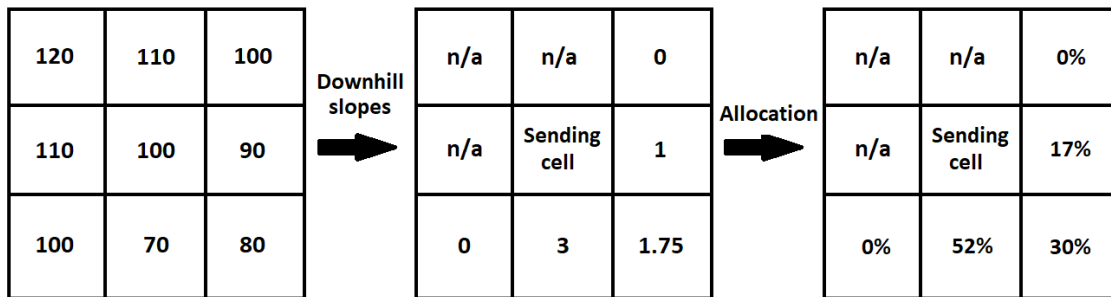 120 110 100
110 100 90
100 70 80
Downhill
slopes
n/a n/a 0
n/a Sending
cell 1
0 3 1.75
Allocation
n/a n/a 0%
n/a Sending
cell 17%
0% 52% 30%